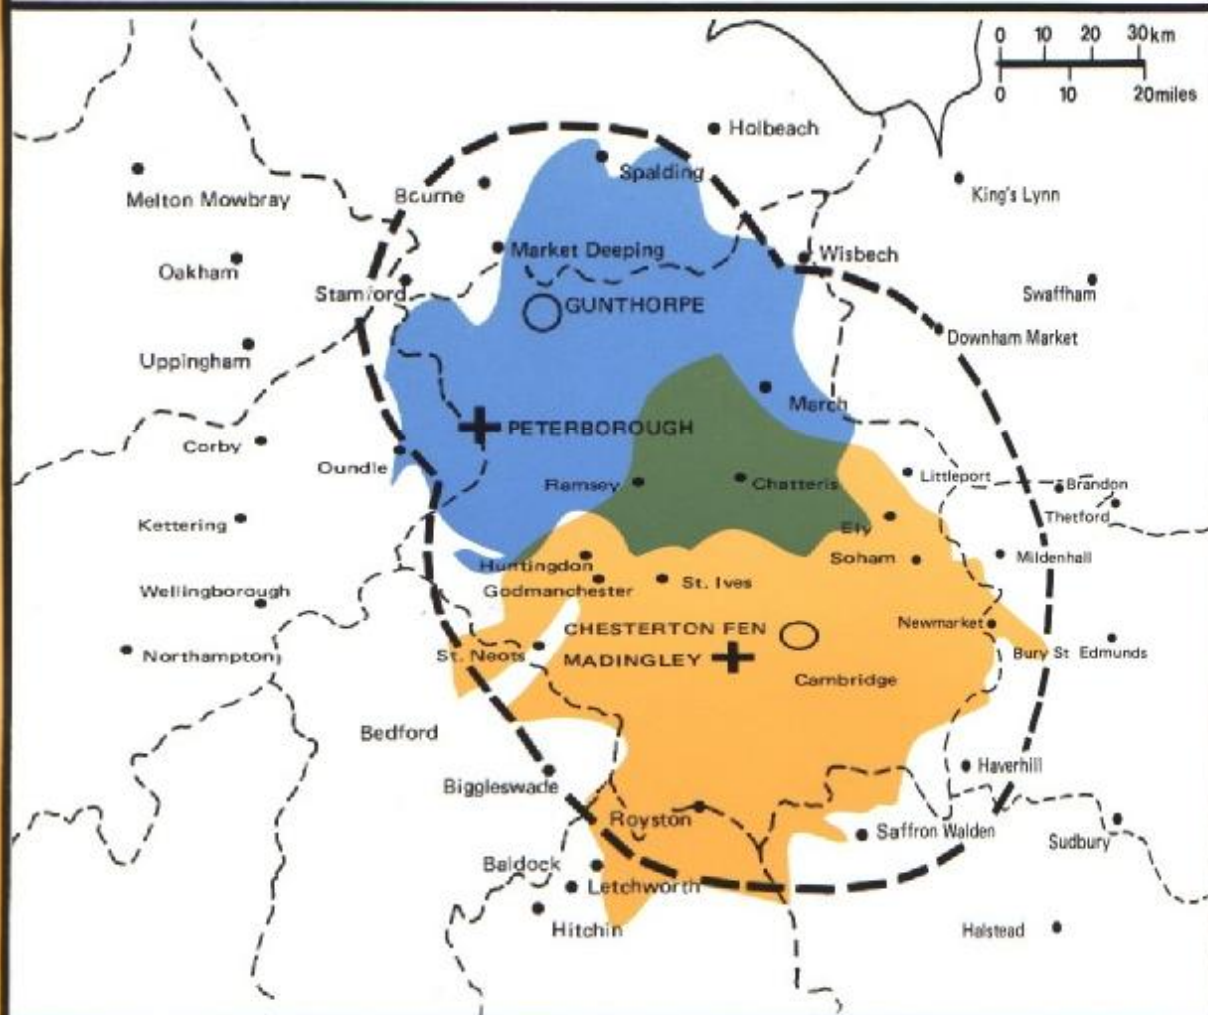 0 10 20 30km
0 10 20miles
Holbeach
Spalding
Melton Mowbray
Bourne
King's Lynn
Market Deeping
Wisbech
Oakham
Stamford
Swaffham
GUNTHORPE
Downham Market
Uppingham
March
PETERBOROUGH
Corby
Oundle
Ramsey
Chatteris
Littleport
Brandon
Thetford
Kettering
Ely
Soham
Mildenhall
Huntingdon
Godmanchester
St. Ives
Wellingborough
CHESTERTON FEN
Newmarket
Northampton
St. Neots
MADINGLEY
Bury St Edmunds
Cambridge
Bedford
Haverhill
Biggleswade
Royston
Saffron Walden
Sudbury
Baldock
Letchworth
Hitchin
Halstead